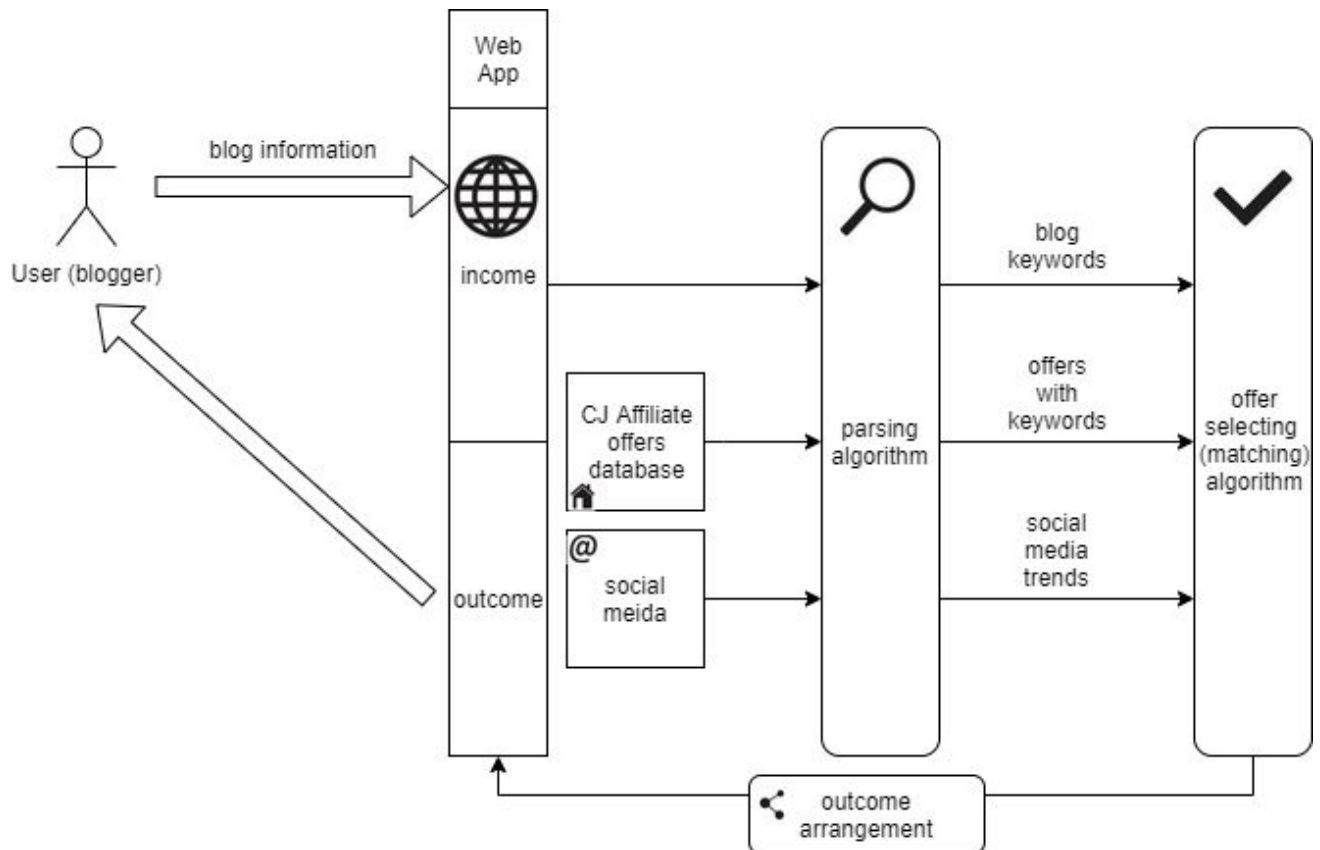 Web
App
blog information
User (blogger)
income
blog
keywords
CJ Affiliate
offers
database
offers
with
keywords
parsing
algorithm
offer
selecting
(matching)
algorithm
@
social
meida
social
media
trends
outcome
outcome
arrangement